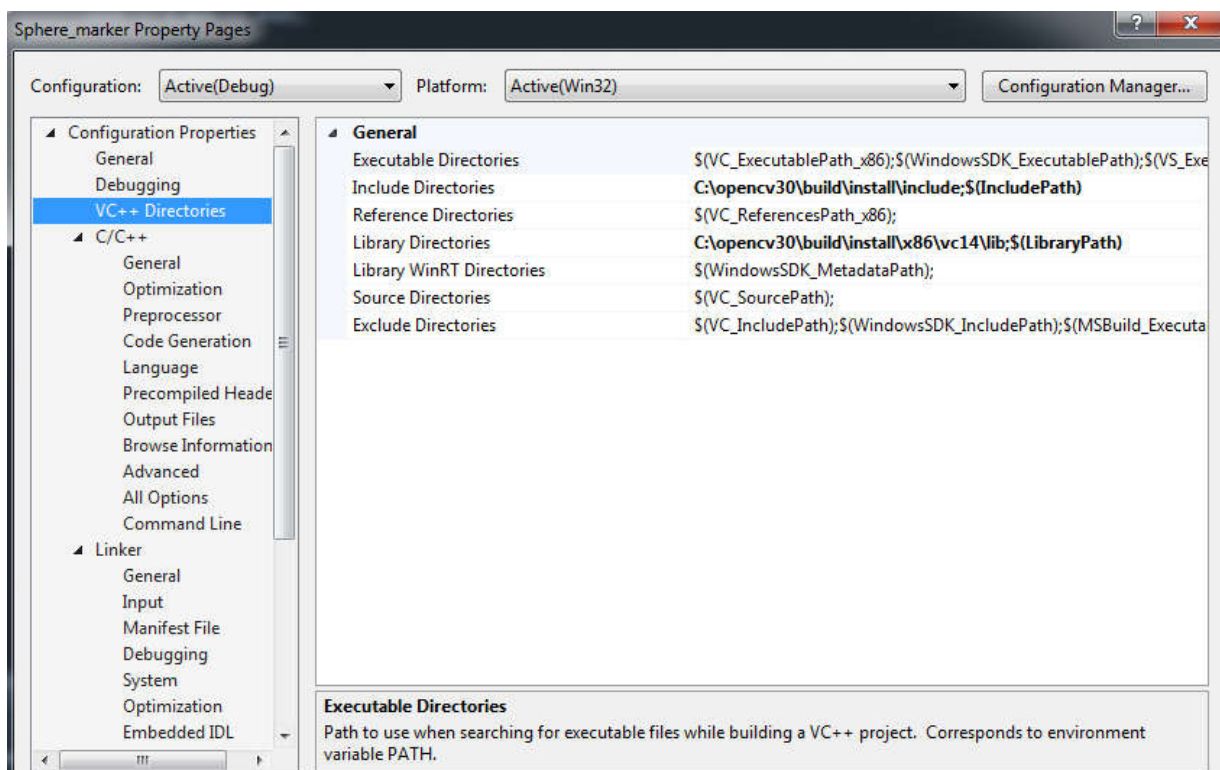 Sphere_marker Property Pages
Configuration: Active(Debug) Platform: Active(Win32) Configuration Manager...
Configuration Properties
General
Debugging
VC++ Directories
C/C++
General
Optimization
Preprocessor
Code Generation
Language
Precompiled Heade
Output Files
Browse Information
Advanced
All Options
Command Line
Linker
General
Input
Manifest File
Debugging
System
Optimization
Embedded IDL
General
Executable Directories $(VC_ExecutablePath_x86);$(WindowsSDK_ExecutablePath);$(VS_Exe
Include Directories C:\opencv30\build\install\include;$(IncludePath)
Reference Directories $(VC_ReferencesPath_x86);
Library Directories C:\opencv30\build\install\x86\vc14\lib;$(LibraryPath)
Library WinRT Directories $(WindowsSDK_MetadataPath);
Source Directories $(VC_SourcePath);
Exclude Directories $(VC_IncludePath);$(WindowsSDK_IncludePath);$(MSBuild_Executa
Executable Directories
Path to use when searching for executable files while building a VC++ project. Corresponds to environment
variable PATH.